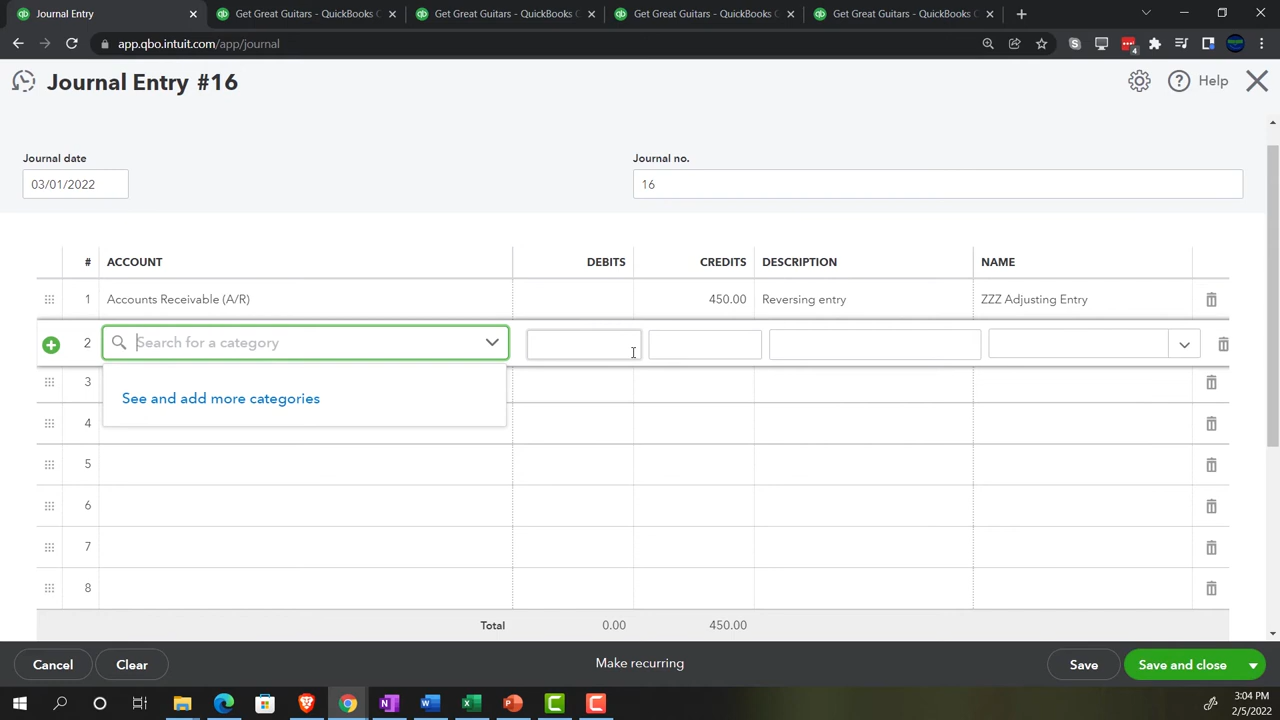 Journal Entry
Get Great Guitars - QuickBooks C
Get Great Guitars - QuickBooks C
Get Great Guitars - QuickBooks C
Get Great Guitars - QuickBooks C
app.qbo.intuit.com/app/journal
4
Journal Entry #16
Help
Journal date
Journal no.
03/01/2022
16
# ACCOUNT DEBITS CREDITS DESCRIPTION NAME
1 Accounts Receivable (A/R) 450.00 Reversing entry ZZZ Adjusting Entry
2 Search for a category
3
See and add more categories
4
5
6
7
8
Total 0.00 450.00
Cancel Clear Make recurring Save Save and close
3:04 PM
2/5/2022